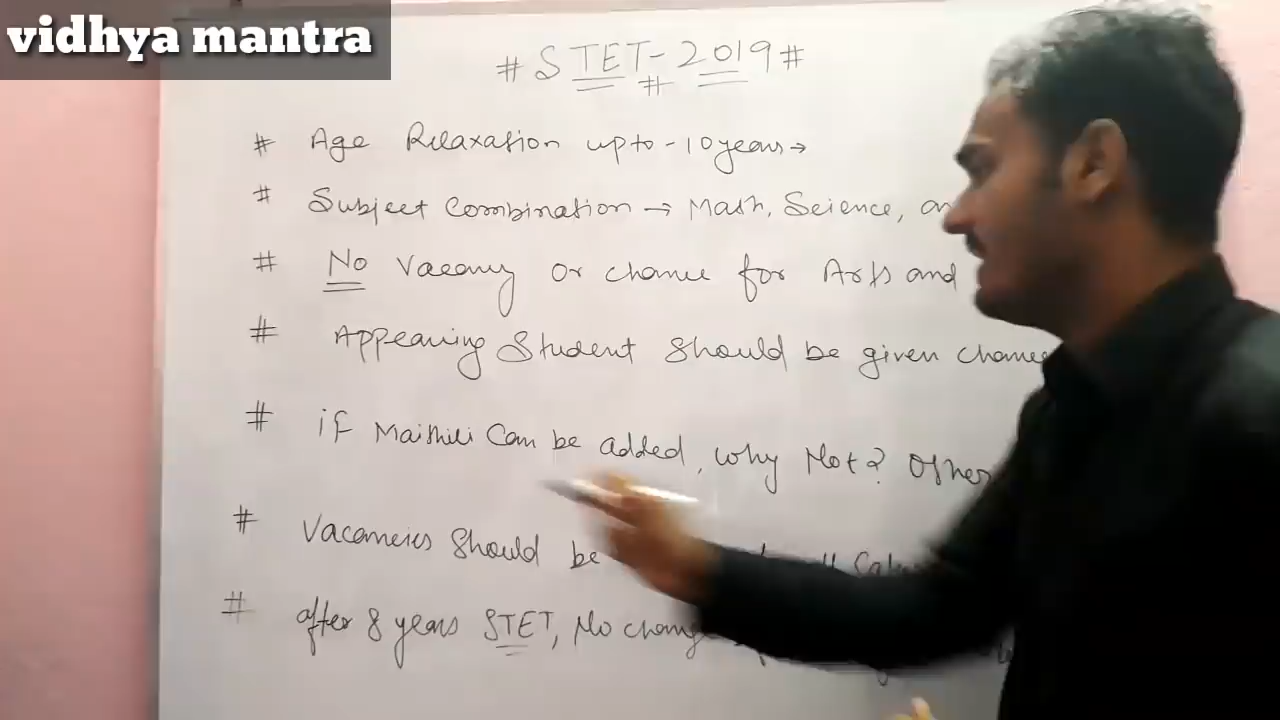 vidhya mantra
# STET-2019 #
#
# Age Relaxation upto-10years→
# Subject Combination → Math, Science,
# No Vacancy or chance for Arts and
# Appearing Student Should be given chance
# if Maithili Can be added, why Not? Other
# Vacancies Should be
# after 8 years STET, No